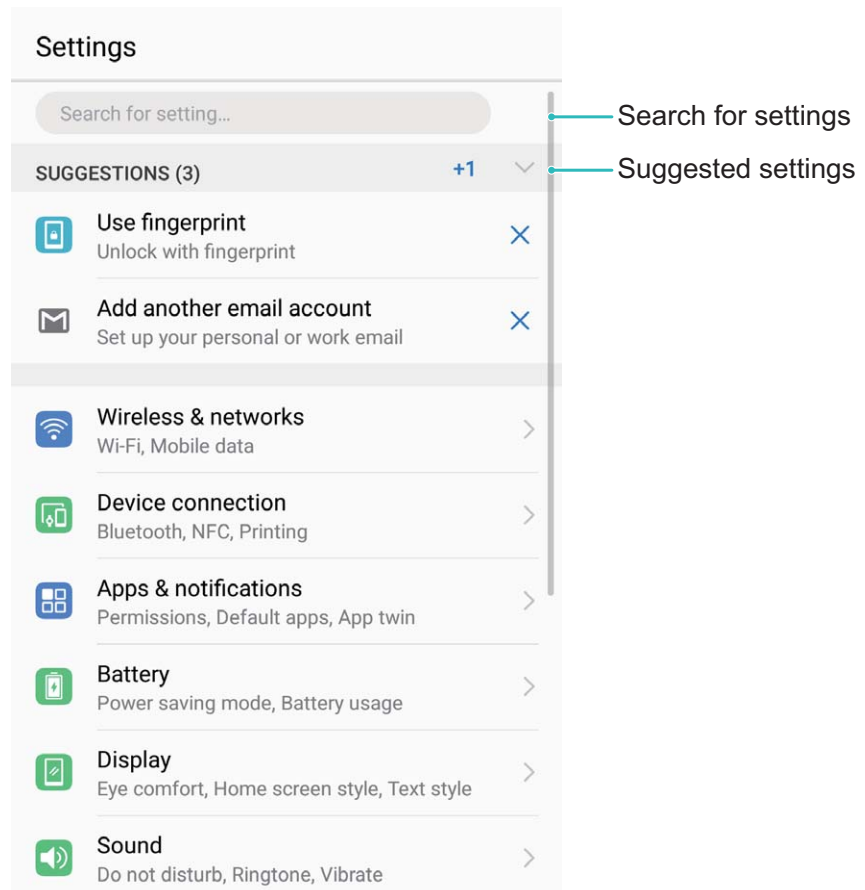 Settings
Search for setting...
Search for settings
SUGGESTIONS (3) +1
Suggested settings
Use fingerprint
Unlock with fingerprint
Add another email account
Set up your personal or work email
Wireless & networks
Wi-Fi, Mobile data
Device connection
Bluetooth, NFC, Printing
Apps & notifications
Permissions, Default apps, App twin
Battery
Power saving mode, Battery usage
Display
Eye comfort, Home screen style, Text style
Sound
Do not disturb, Ringtone, Vibrate